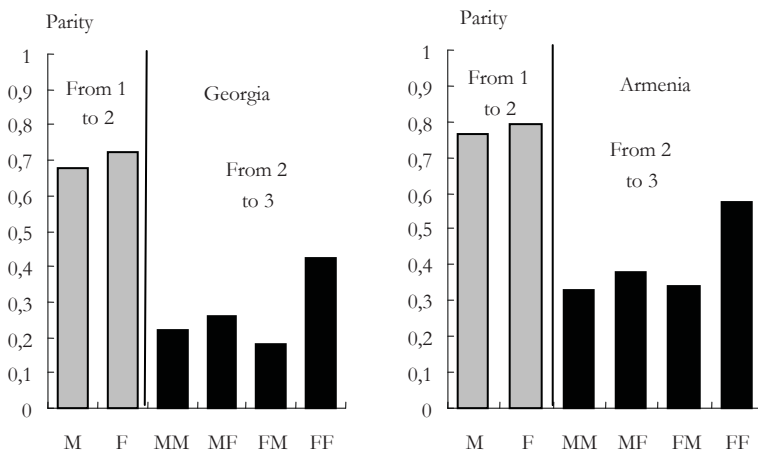 Parity
1
0,9
0,8
0,7
0,6
0,5
0,4
0,3
0,2
0,1
0
From 1
to 2
Georgia
From 2
to 3
M F MM MF FM FF
Parity
1
0,9
0,8
0,7
0,6
0,5
0,4
0,3
0,2
0,1
0
From 1
to 2
Armenia
From 2
to 3
M F MM MF FM FF